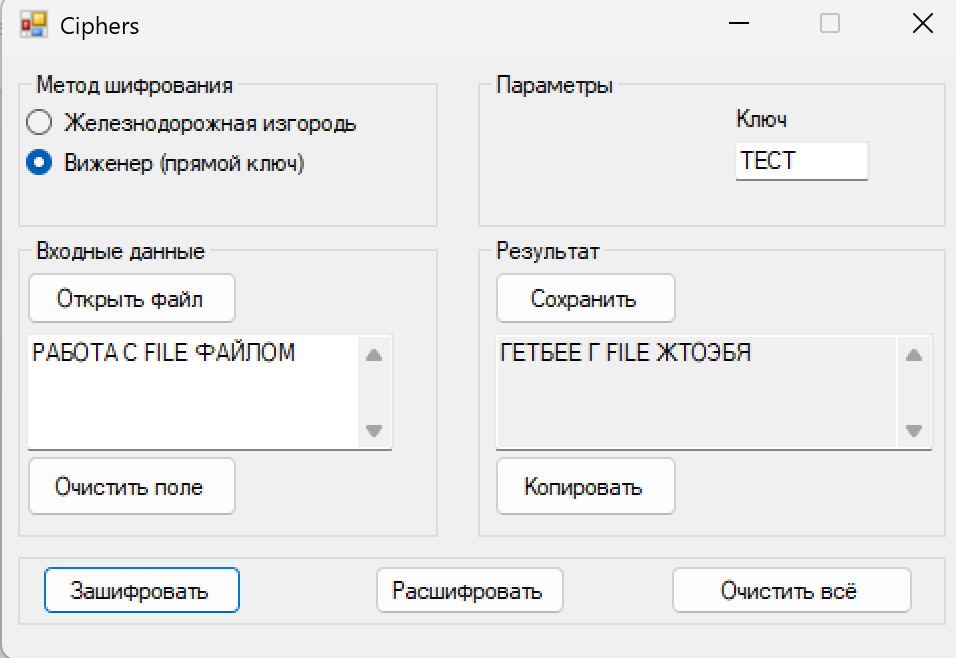 Ciphers
Метод шифрования
Железнодорожная изгородь
Виженер (прямой ключ)
Параметры
Ключ
ТЕСТ
Входные данные
Открыть файл
РАБОТА С FILE ФАЙЛОМ
Очистить поле
Результат
Сохранить
ГЕТБЕЕ Г FILE ЖТОЭБЯ
Копировать
Зашифровать
Расшифровать
Очистить всё